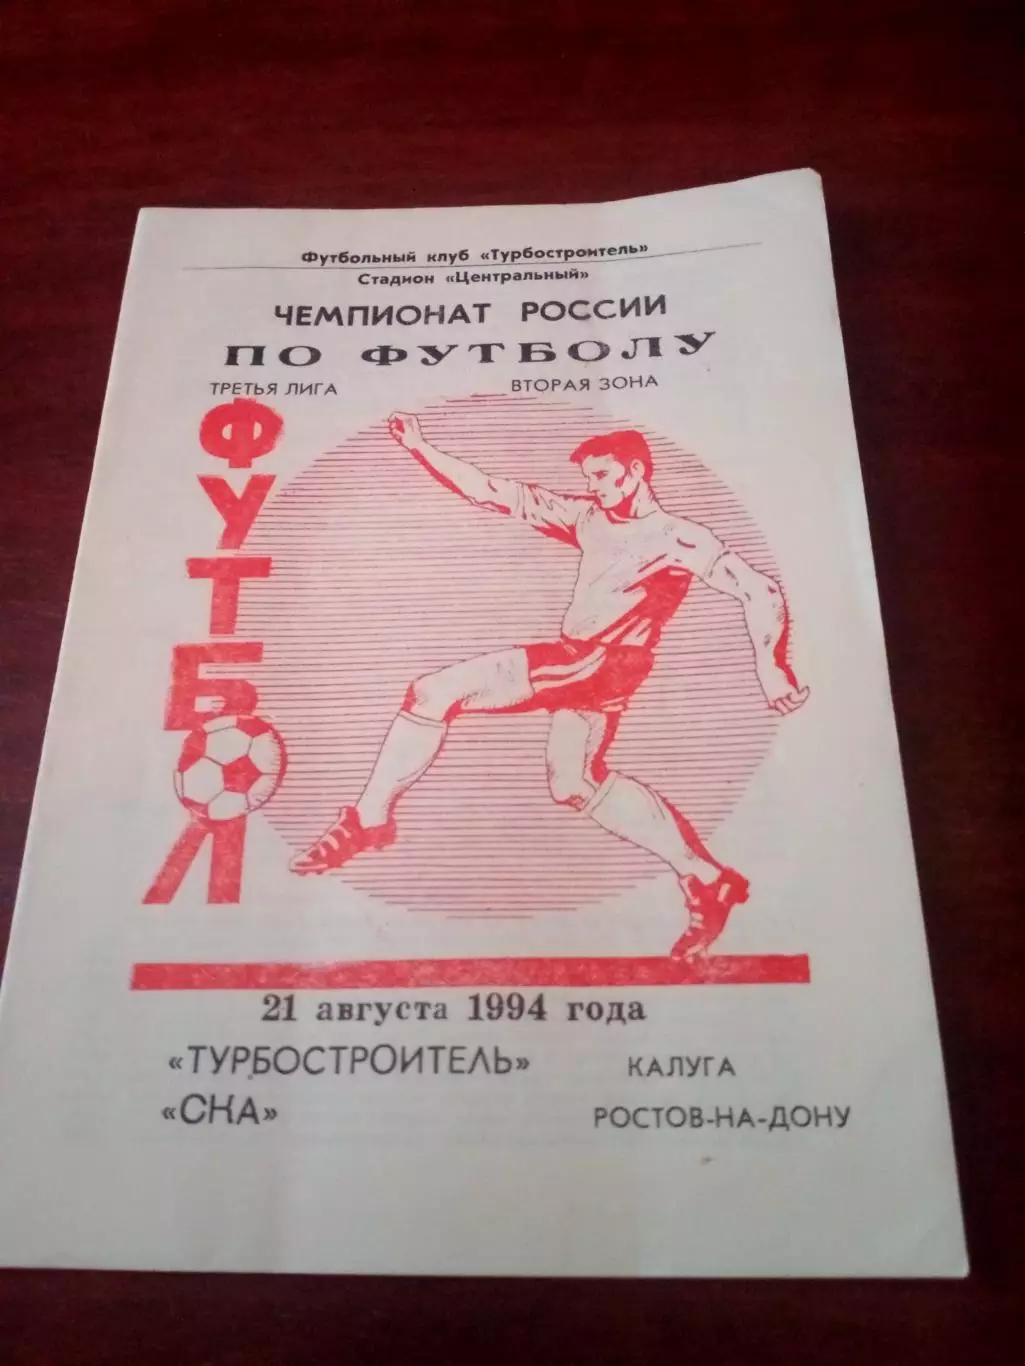 Футбольный клуб «Турбостроитель»
Стадион «Центральный»
ЧЕМПИОНАТ РОССИИ
ПО ФУТБОЛУ
ТРЕТЬЯ ЛИГА ВТОРАЯ ЗОНА
ФУТБОЛ
21 августа 1994 года
«ТУРБОСТРОИТЕЛЬ» КАЛУГА
«СКА» РОСТОВ-НА-ДОНУ